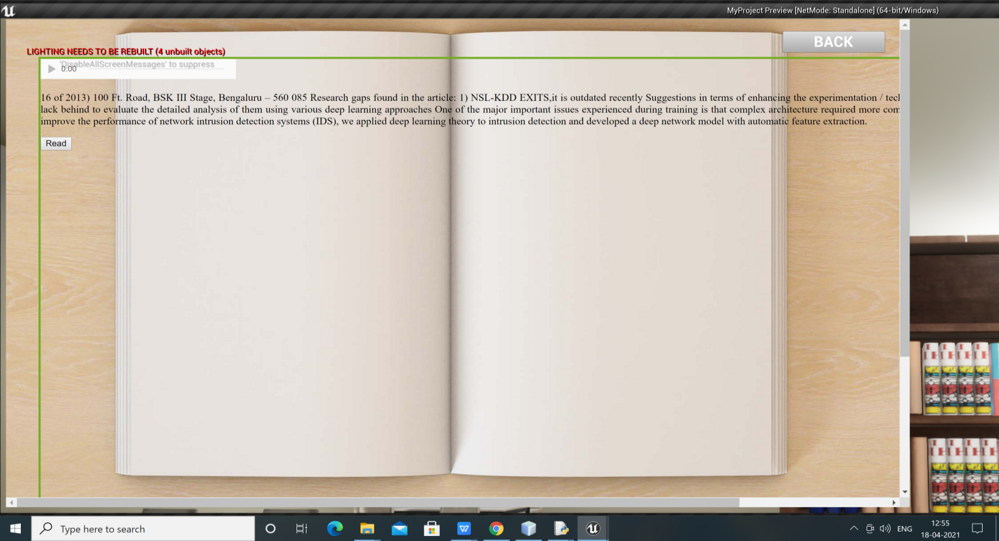 MyProject Preview [NetMode: Standalone] (64-bit/Windows)
BACK
LIGHTING NEEDS TO BE REBUILT (4 unbuilt objects)
'DisableAllScreenMessages' to suppress
0:00
16 of 2013) 100 Ft. Road, BSK III Stage, Bengaluru – 560 085 Research gaps found in the article: 1) NSL-KDD EXITS,it is outdated recently Suggestions in terms of enhancing the experimentation /
lack behind to evaluate the detailed analysis of them using various deep learning approaches One of the major important issues experienced during training is that complex architecture required more
improve the performance of network intrusion detection systems (IDS), we applied deep learning theory to intrusion detection and developed a deep network model with automatic feature extraction.
Read
Type here to search
ENG
12:55
18-04-2021